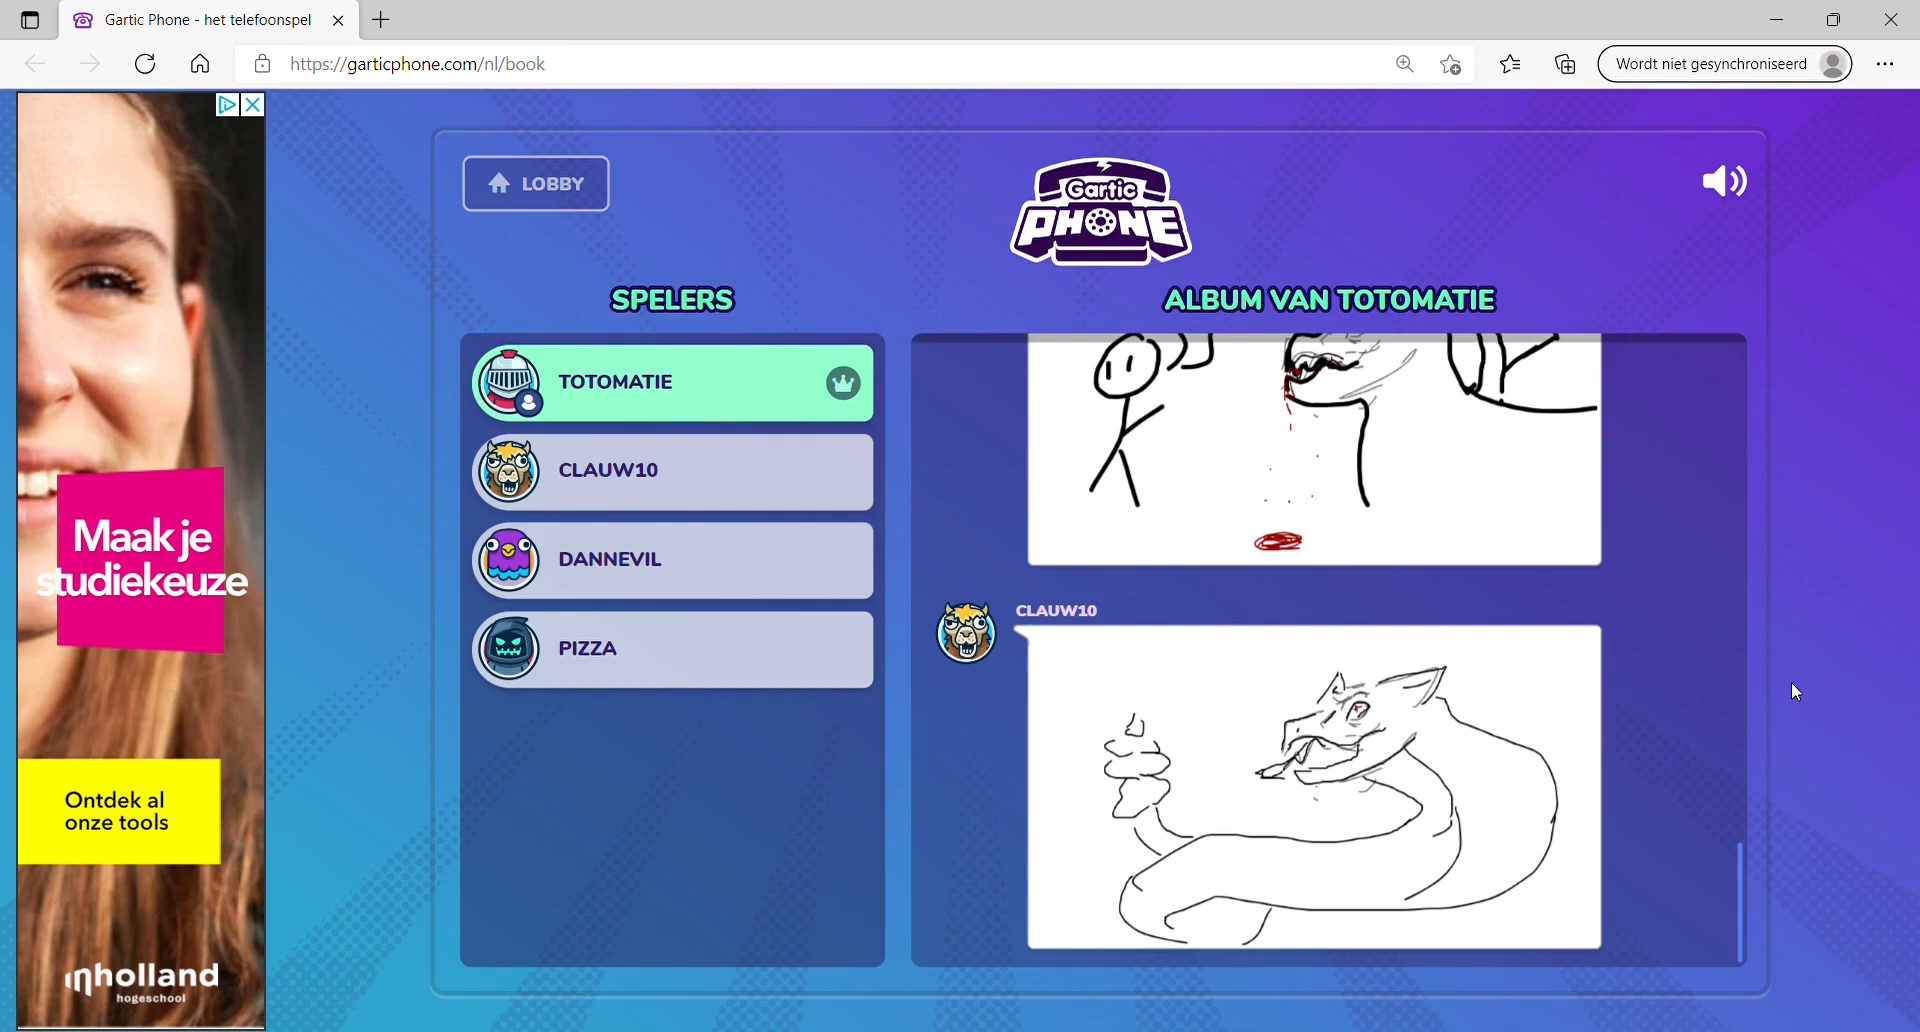 Gartic Phone - het telefoonspel
https://garticphone.com/nl/book
Wordt niet gesynchroniseerd
LOBBY
Gartic
PHONE
SPELERS
ALBUM VAN TOTOMATIE
TOTOMATIE
CLAUW10
DANNEVIL
PIZZA
CLAUW10
Maak je
studiekeuze
Ontdek al
onze tools
inholland
hogeschool